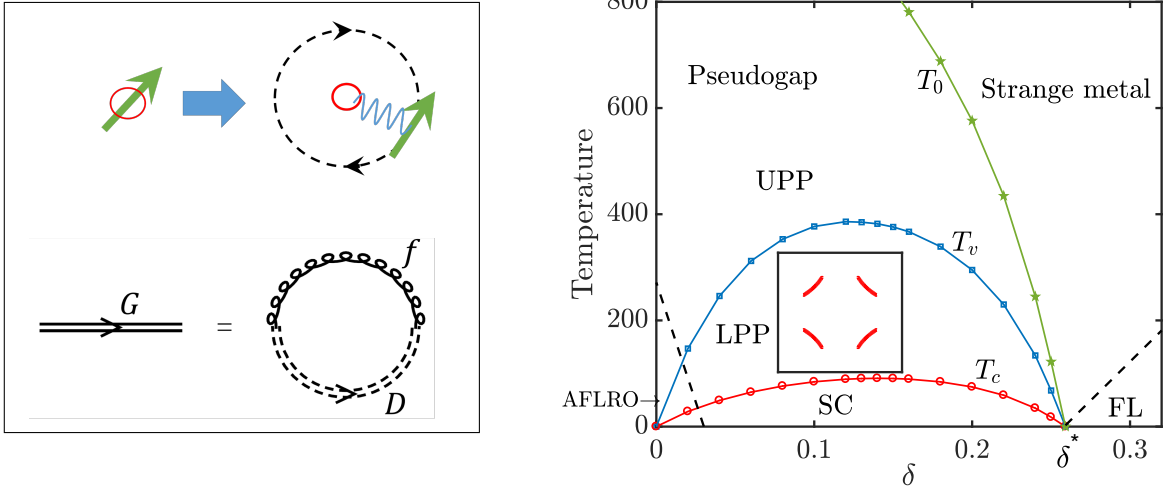 f
G
=
D
800
600
400
200
0
Temperature
Pseudogap
T0
Strange metal
UPP
Tv
LPP
Tc
AFLRO
SC
FL
0
0.1
0.2
δ*
0.3
δ